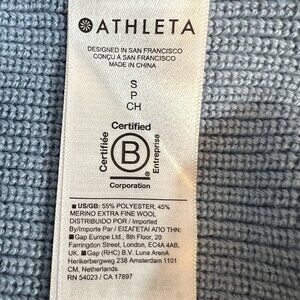 ATHLETA
DESIGNED IN SAN FRANCISCO
CONÇU A SAN FRANCISCO
MADE IN CHINA
S
P
CH
Certified
Certifiée
B
Entreprise
Corporation
■ US/GB: 55% POLYESTER, 45%
MERINO EXTRA FINE WOOL
DISTRIBUIDO POR / Imported
By/Importe Par / ΕΙΣΑΓΕΤΑΙ ΑΠΟ ΤΗΝ:
■ Gap Europe Ltd., 8th Floor, 20
Farringdon Street, London, EC4A 4AB,
UK. ■ Gap (RHC) B.V. Luna ArenA
Herikerbergweg 238 Amsterdam 1101
CM, Netherlands
RN 54023 / CA 17897